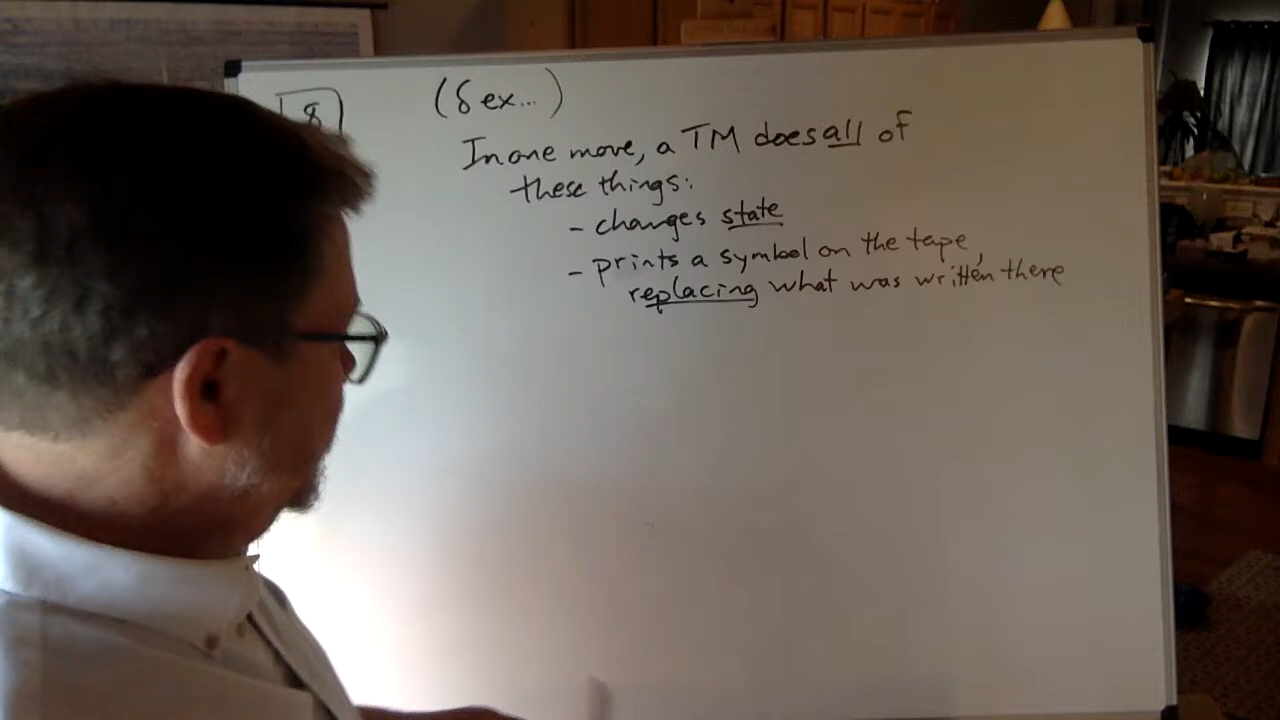 8
(δ ex...)
In one move, a TM does all of
these things:
- changes state
- prints a symbol on the tape,
replacing what was written there